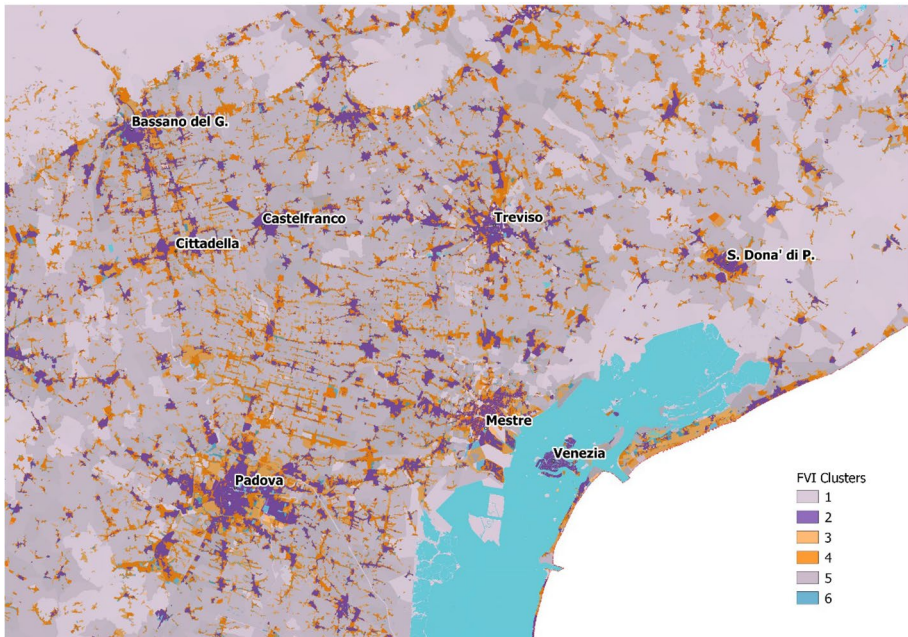 Bassano del G.
Castelfranco
Treviso
Cittadella
S. Dona' di P.
Mestre
Venezia
Padova
FVI Clusters
1
2
3
4
5
6